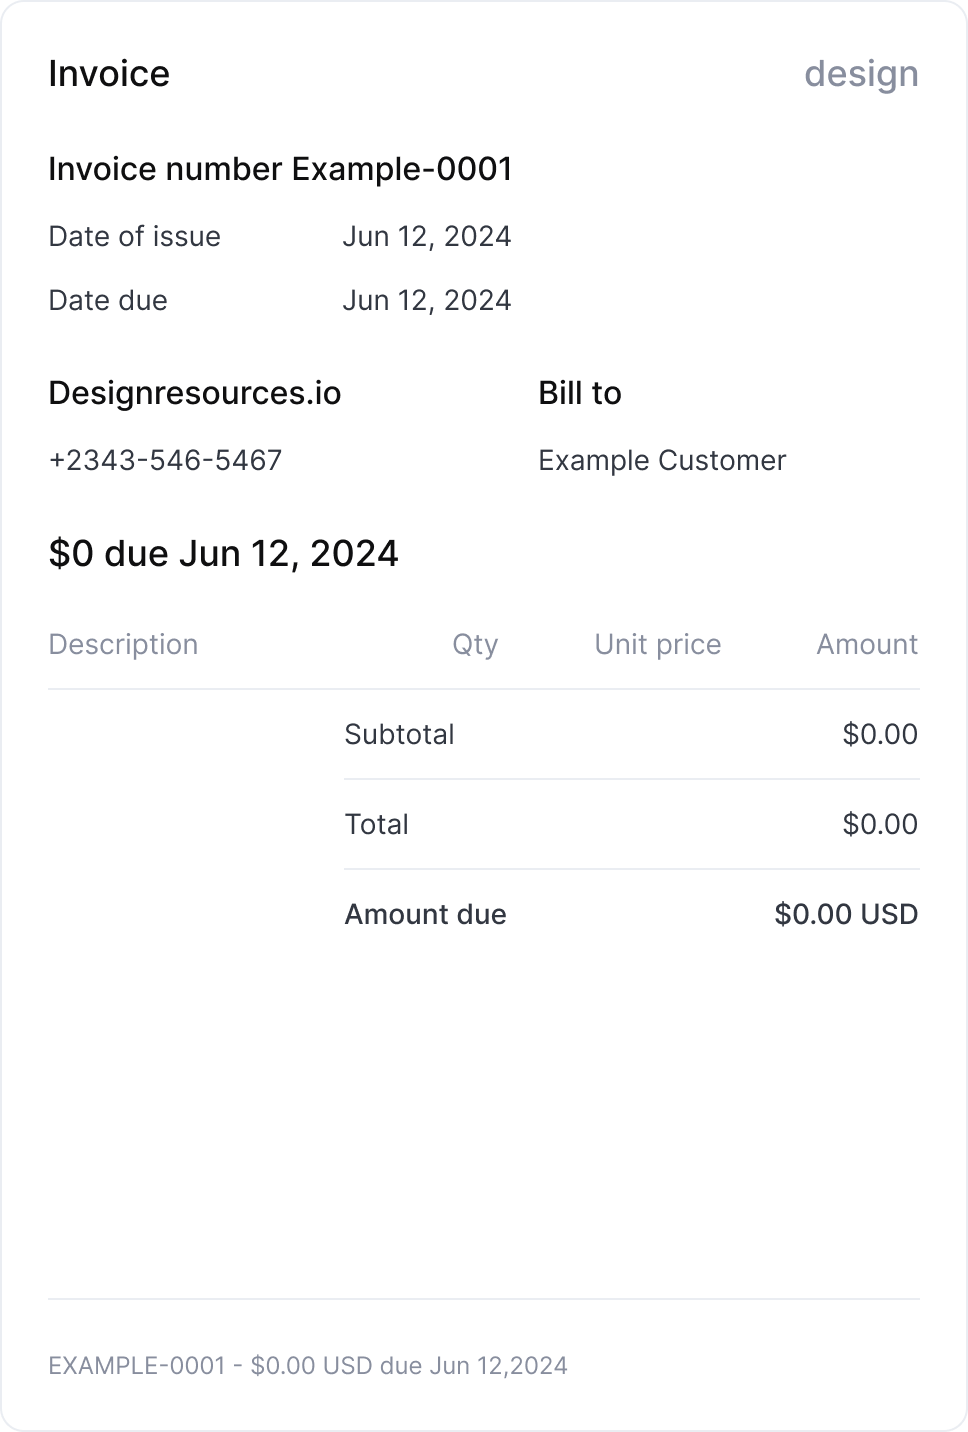 Invoice design
Invoice number Example-0001
Date of issue Jun 12, 2024
Date due Jun 12, 2024
Designresources.io Bill to
+2343-546-5467 Example Customer
$0 due Jun 12, 2024
Description Qty Unit price Amount
Subtotal $0.00
Total $0.00
Amount due $0.00 USD
EXAMPLE-0001 - $0.00 USD due Jun 12,2024